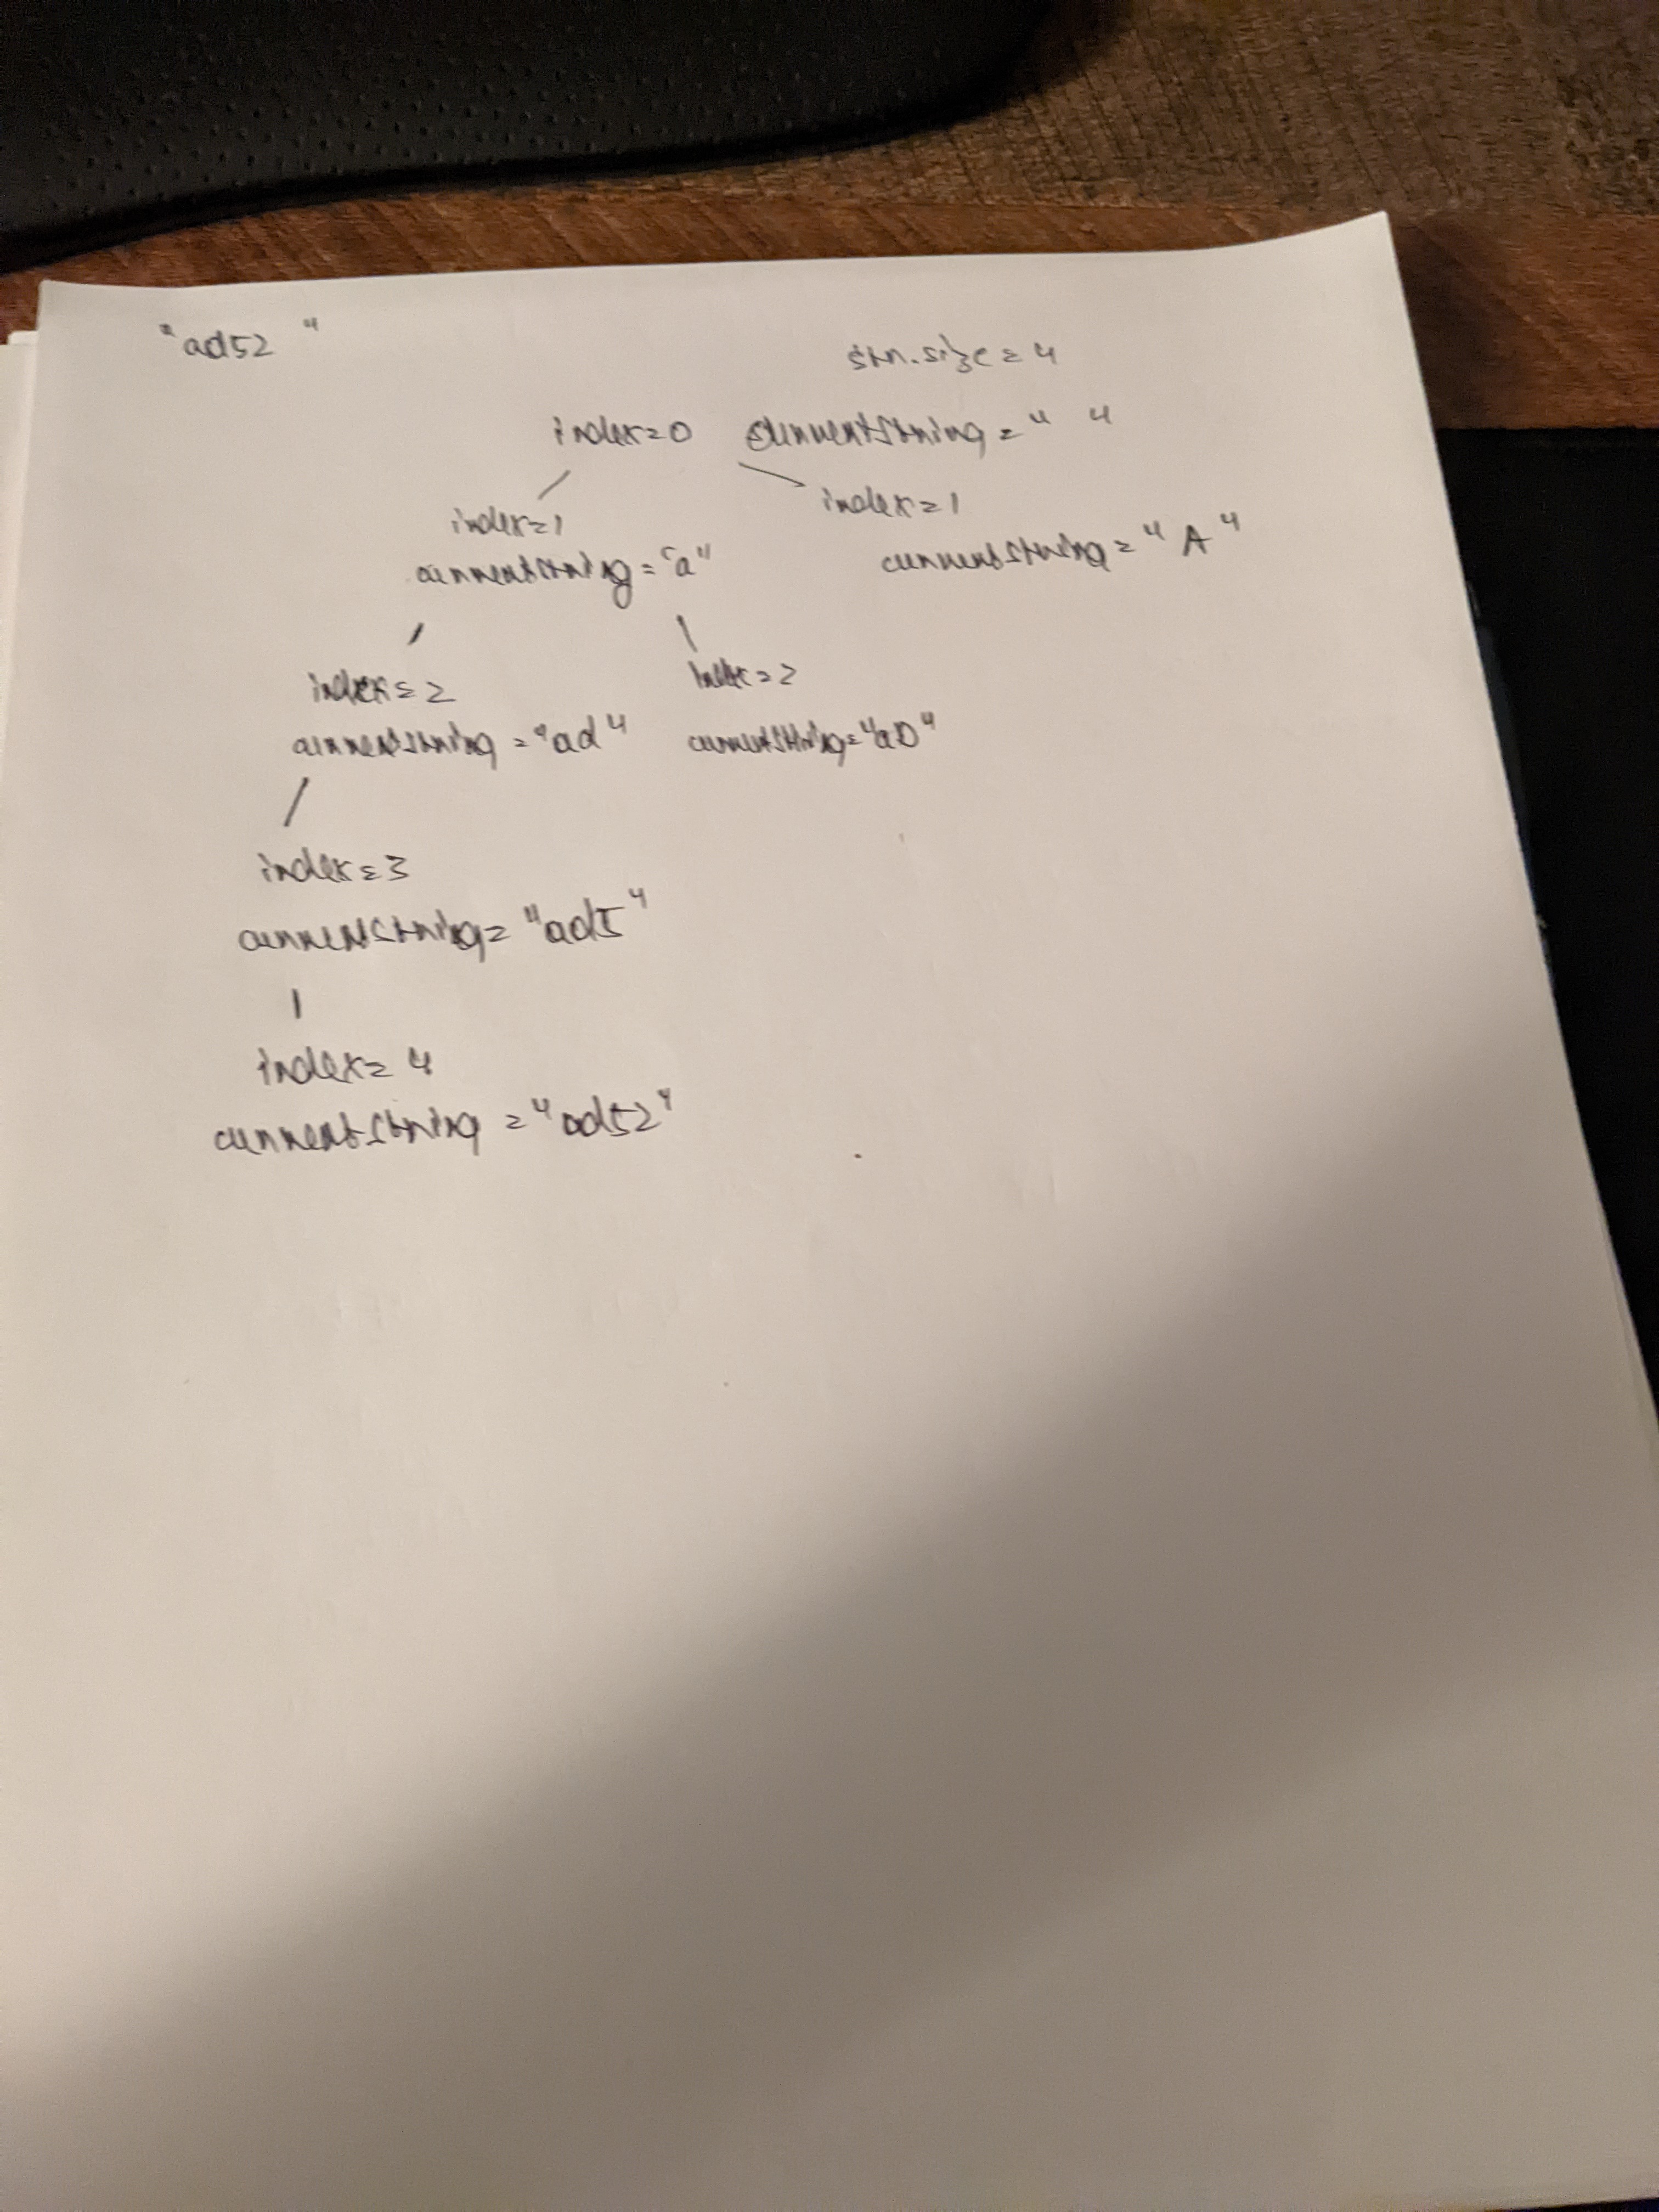 "ad52 "
str.size = 4
index=0 currentString = " "
index=1 index=1
currentString = "a" currentString = "A"
index=2 index=2
currentString = "ad" currentString = "aD"
index=3
currentString = "ad5"
index= 4
currentString = "ad52"